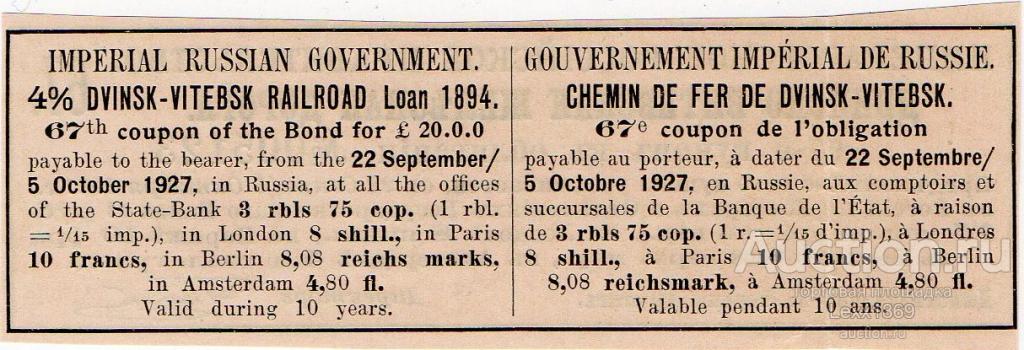 IMPERIAL RUSSIAN GOVERNMENT.
4% DVINSK-VITEBSK RAILROAD Loan 1894.
67th coupon of the Bond for £ 20.0.0
payable to the bearer, from the 22 September/
5 October 1927, in Russia, at all the offices
of the State-Bank 3 rbls 75 cop. (1 rbl.
= 1/15 imp.), in London 8 shill., in Paris
10 francs, in Berlin 8,08 reichs marks,
in Amsterdam 4,80 fl.
Valid during 10 years.
GOUVERNEMENT IMPÉRIAL DE RUSSIE.
CHEMIN DE FER DE DVINSK-VITEBSK.
67e coupon de l'obligation
payable au porteur, à dater du 22 Septembre/
5 Octobre 1927, en Russie, aux comptoirs et
succursales de la Banque de l'État, à raison
de 3 rbls 75 cop. (1 r.=1/15 d'imp.), à Londres
8 shill., à Paris 10 francs, à Berlin
8,08 reichsmark, à Amsterdam 4.80 fl.
Valable pendant 10 ans.
Auction.ru
торговая площадка
Lexx1869
auction.ru